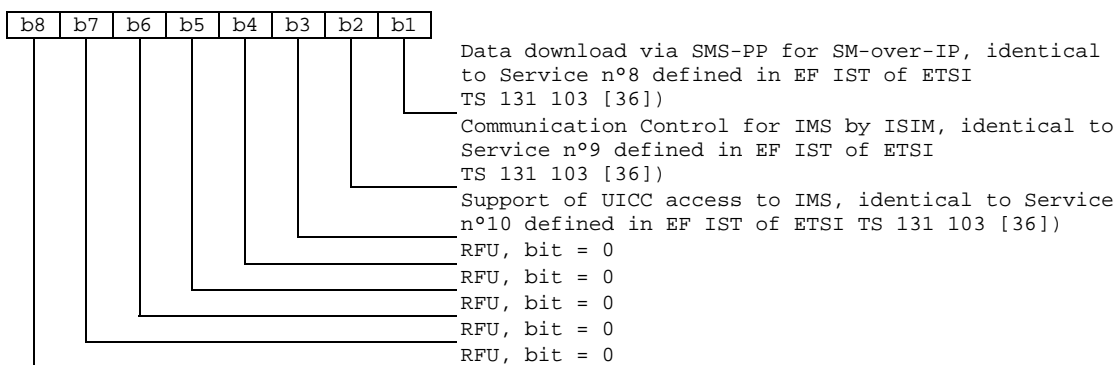 b8 b7 b6 b5 b4 b3 b2 b1
Data download via SMS-PP for SM-over-IP, identical
to Service nº8 defined in EF IST of ETSI
TS 131 103 [36])
Communication Control for IMS by ISIM, identical to
Service nº9 defined in EF IST of ETSI
TS 131 103 [36])
Support of UICC access to IMS, identical to Service
nº10 defined in EF IST of ETSI TS 131 103 [36])
RFU, bit = 0
RFU, bit = 0
RFU, bit = 0
RFU, bit = 0
RFU, bit = 0